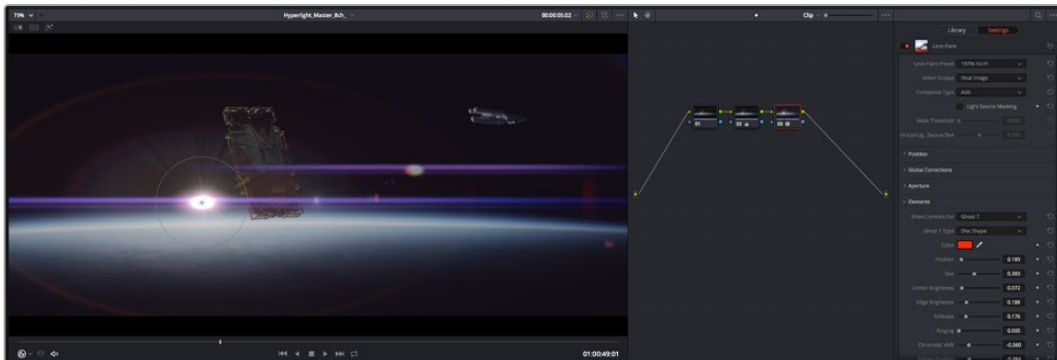 73%
Hyperlight_Master_8ch_
00:00:05:02
Clip
Library
Settings
Lens Flare
Lens Flare Preset
1970s Sci-Fi
Select Output
Final Image
Composite Type
Add
Light Source Masking
Mask Threshold
Position
Global Corrections
Aperture
Elements
Show Controls For
Ghost 7
Ghost 7 Type
Disc Shape
Color
Position
0.189
Size
0.383
Center Brightness
0.072
Edge Brightness
0.188
Softness
0.176
Ringing
0.000
Chromatic Shift
-0.560
01
02
03
01:00:49:01